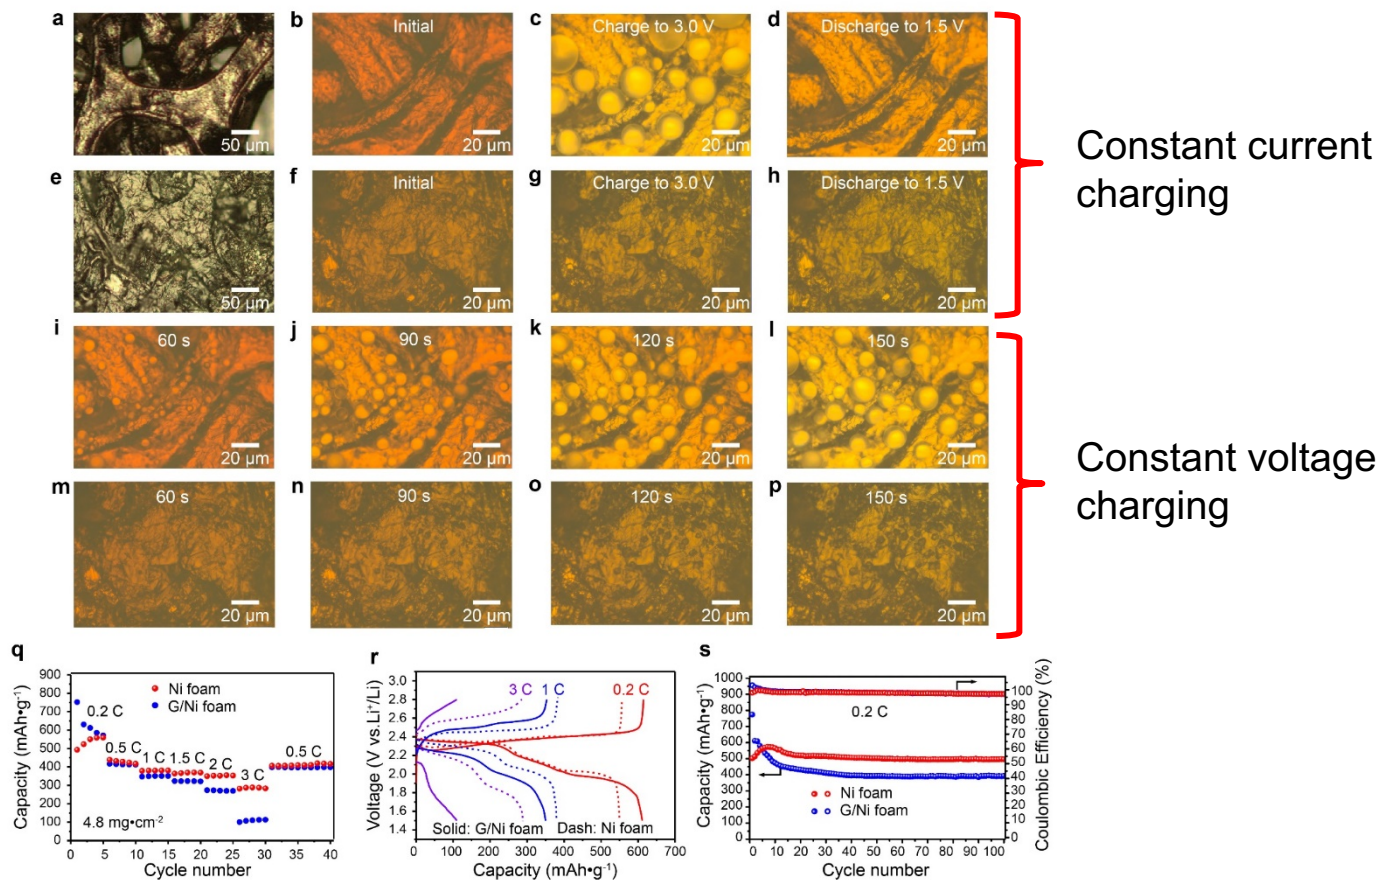 a
b
Initial
c
Charge to 3.0 V
d
Discharge to 1.5 V
50 µm
20 µm
20 µm
20 µm
Constant current
charging
e
f
Initial
g
Charge to 3.0 V
h
Discharge to 1.5 V
50 µm
20 µm
20 µm
20 µm
i
60 s
j
90 s
k
120 s
l
150 s
20 µm
20 µm
20 µm
20 µm
Constant voltage
charging
m
60 s
n
90 s
o
120 s
p
150 s
20 µm
20 µm
20 µm
20 µm
q
Capacity (mAh•g⁻¹)
900
800
700
600
500
400
300
200
100
0
Ni foam
G/Ni foam
0.2 C
0.5 C
1 C
1.5 C
2 C
3 C
0.5 C
4.8 mg•cm⁻²
0 5 10 15 20 25 30 35 40
Cycle number
r
Voltage (V vs.Li⁺/Li)
3.0
2.8
2.6
2.4
2.2
2.0
1.8
1.6
1.4
3 C
1 C
0.2 C
Solid: G/Ni foam Dash: Ni foam
0 100 200 300 400 500 600 700
Capacity (mAh•g⁻¹)
s
Capacity (mAh•g⁻¹)
1000
900
800
700
600
500
400
300
200
100
0
0.2 C
Ni foam
G/Ni foam
100
90
80
70
60
50
40
30
20
10
0
Coulombic Efficiency (%)
0 10 20 30 40 50 60 70 80 90 100
Cycle number